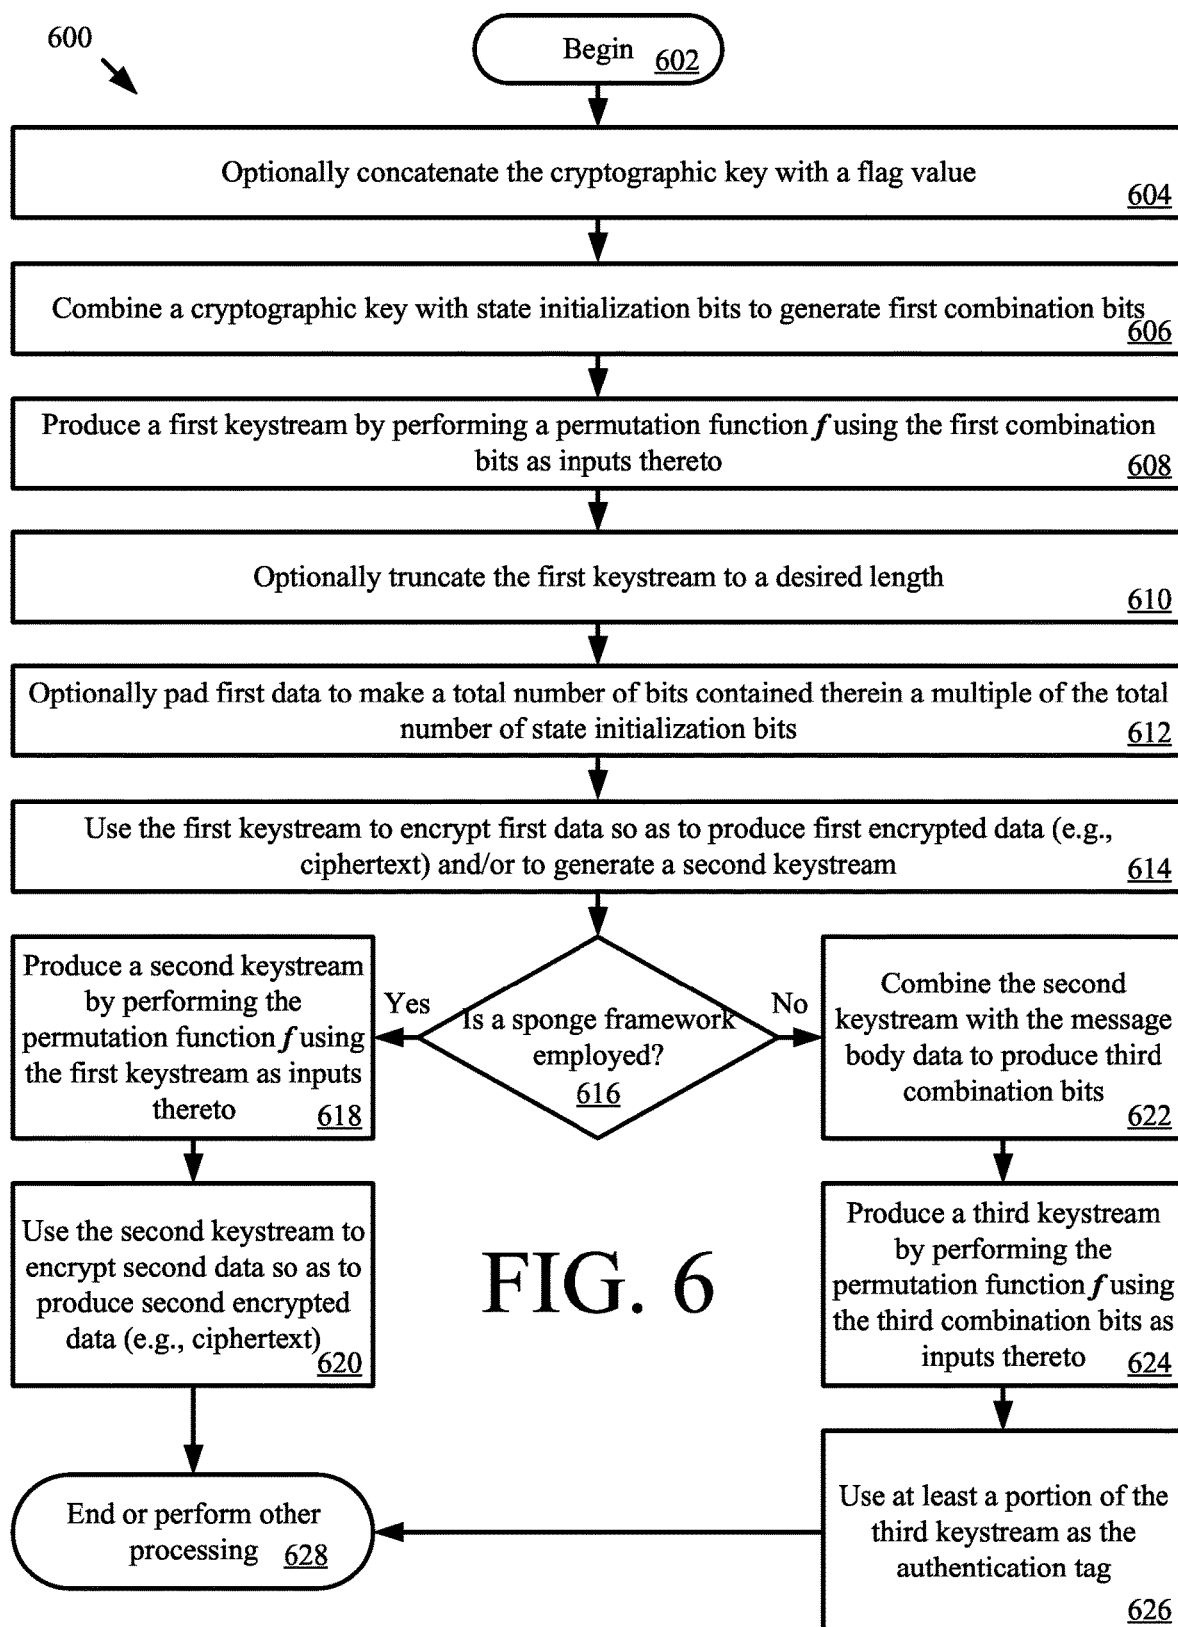 600
Begin
602
Optionally concatenate the cryptographic key with a flag value
604
Combine a cryptographic key with state initialization bits to generate first combination bits
606
Produce a first keystream by performing a permutation function f using the first combination
bits as inputs thereto
608
Optionally truncate the first keystream to a desired length
610
Optionally pad first data to make a total number of bits contained therein a multiple of the total
number of state initialization bits
612
Use the first keystream to encrypt first data so as to produce first encrypted data (e.g.,
ciphertext) and/or to generate a second keystream
614
Is a sponge framework
employed?
616
Yes
No
Produce a second keystream
by performing the
permutation function f using
the first keystream as inputs
thereto
618
Use the second keystream to
encrypt second data so as to
produce second encrypted
data (e.g., ciphertext)
620
Combine the second
keystream with the message
body data to produce third
combination bits
622
Produce a third keystream
by performing the
permutation function f using
the third combination bits as
inputs thereto
624
Use at least a portion of the
third keystream as the
authentication tag
626
End or perform other
processing
628
FIG. 6